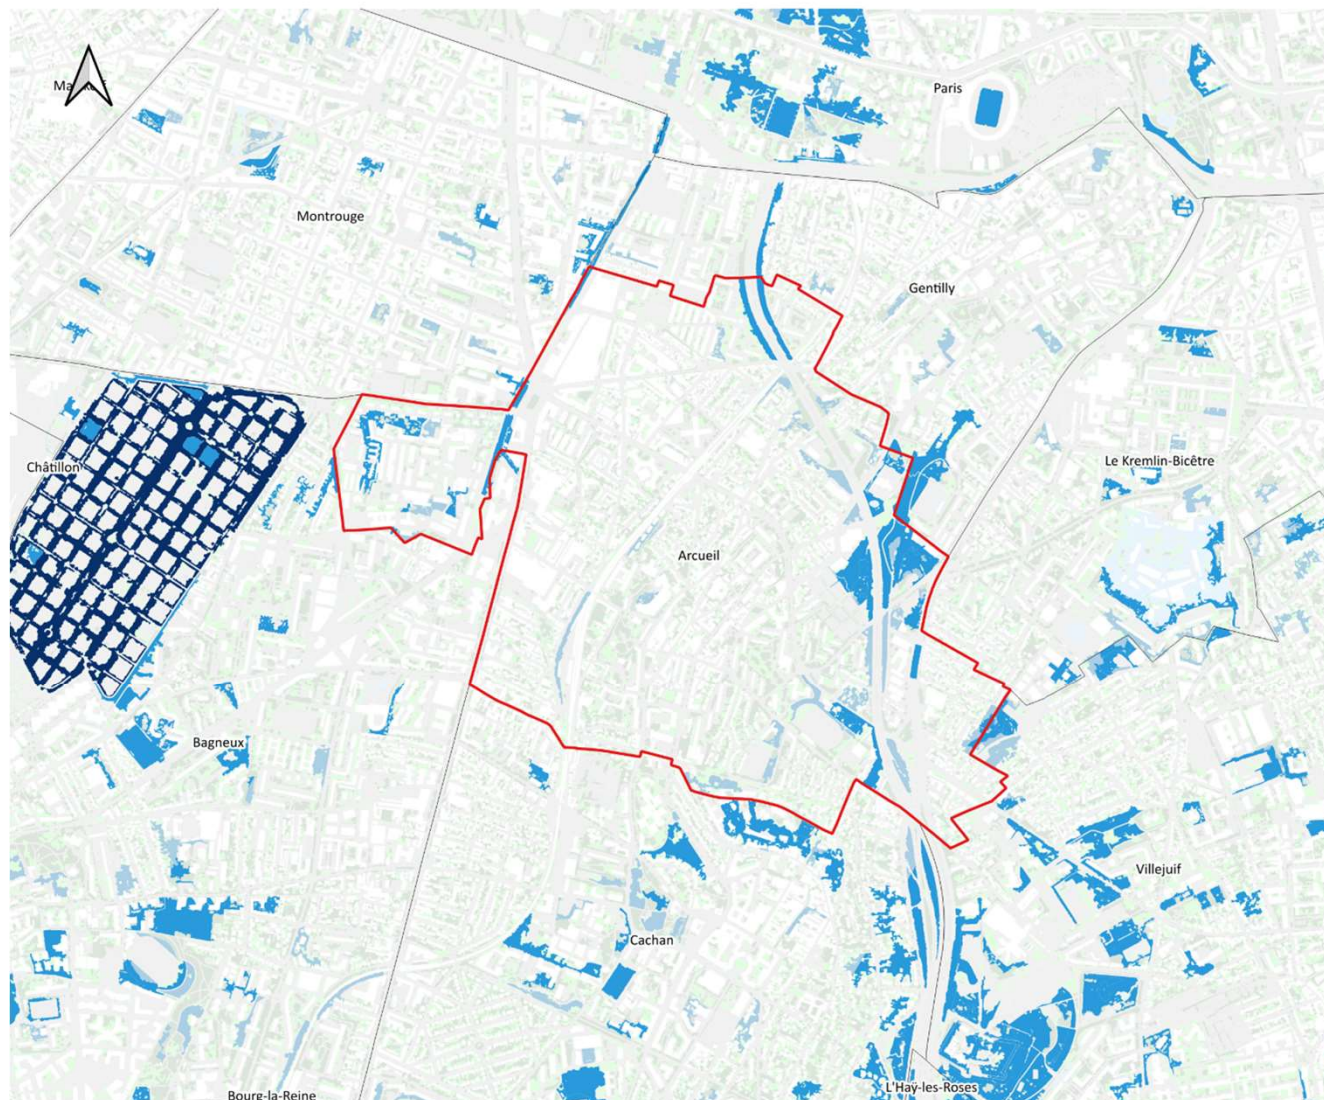 Paris
Montrouge
Gentilly
Le Kremlin-Bicêtre
Châtillon
Arcueil
Bagneux
Villejuif
Cachan
L'Haÿ-les-Roses
Bourg-la-Reine